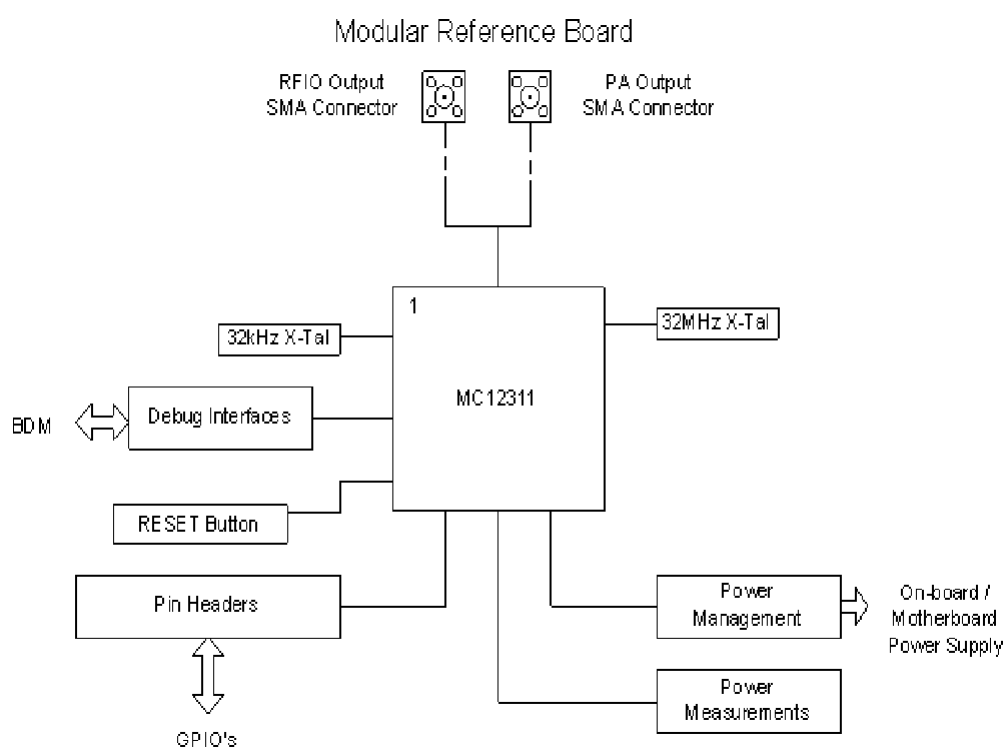 Modular Reference Board
RFIO Output
SMA Connector
PA Output
SMA Connector
1
32kHz X-Tal
32MHz X-Tal
MC12311
BDM
Debug Interfaces
RESET Button
Pin Headers
Power
Management
On-board /
Motherboard
Power Supply
Power
Measurements
GPIO's